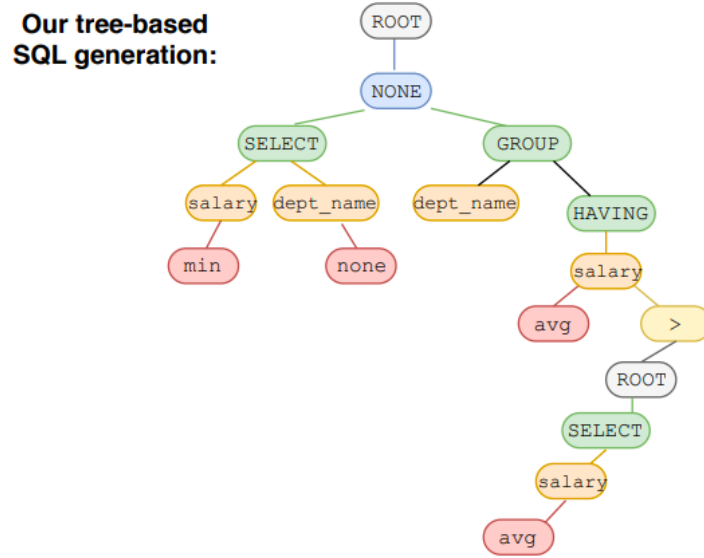 Our tree-based
SQL generation:
ROOT
NONE
SELECT
GROUP
salary
dept_name
dept_name
HAVING
min
none
salary
avg
>
ROOT
SELECT
salary
avg